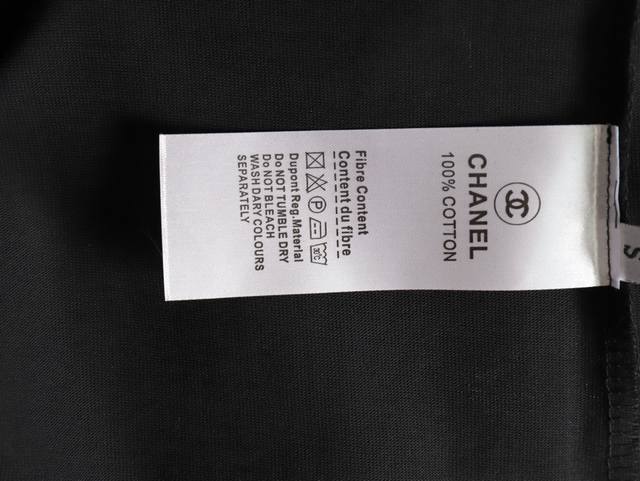 CHANEL
100% COTTON
Fibre Content
Content du fibre
30°C
P
Dupont Reg.Material
Do NOT TUMBLE DRY
Do NOT BLEACH
WASH DARY COLOURS
SEPARATELY
S